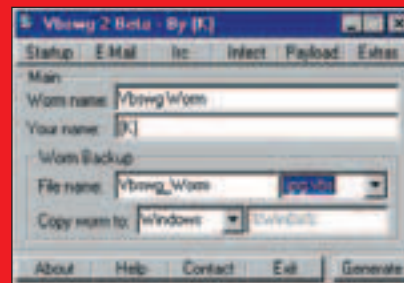 Vbswg 2 Beta - By [K]
Startup E-Mail Irc Infect Payload Extras
Main
Worm name: Vbswg Worm
Your name: [K]
Worm Backup
File name: Vbswg_Worm .jpg.vbs
Copy worm to: Windows
About Help Contact Exit Generate